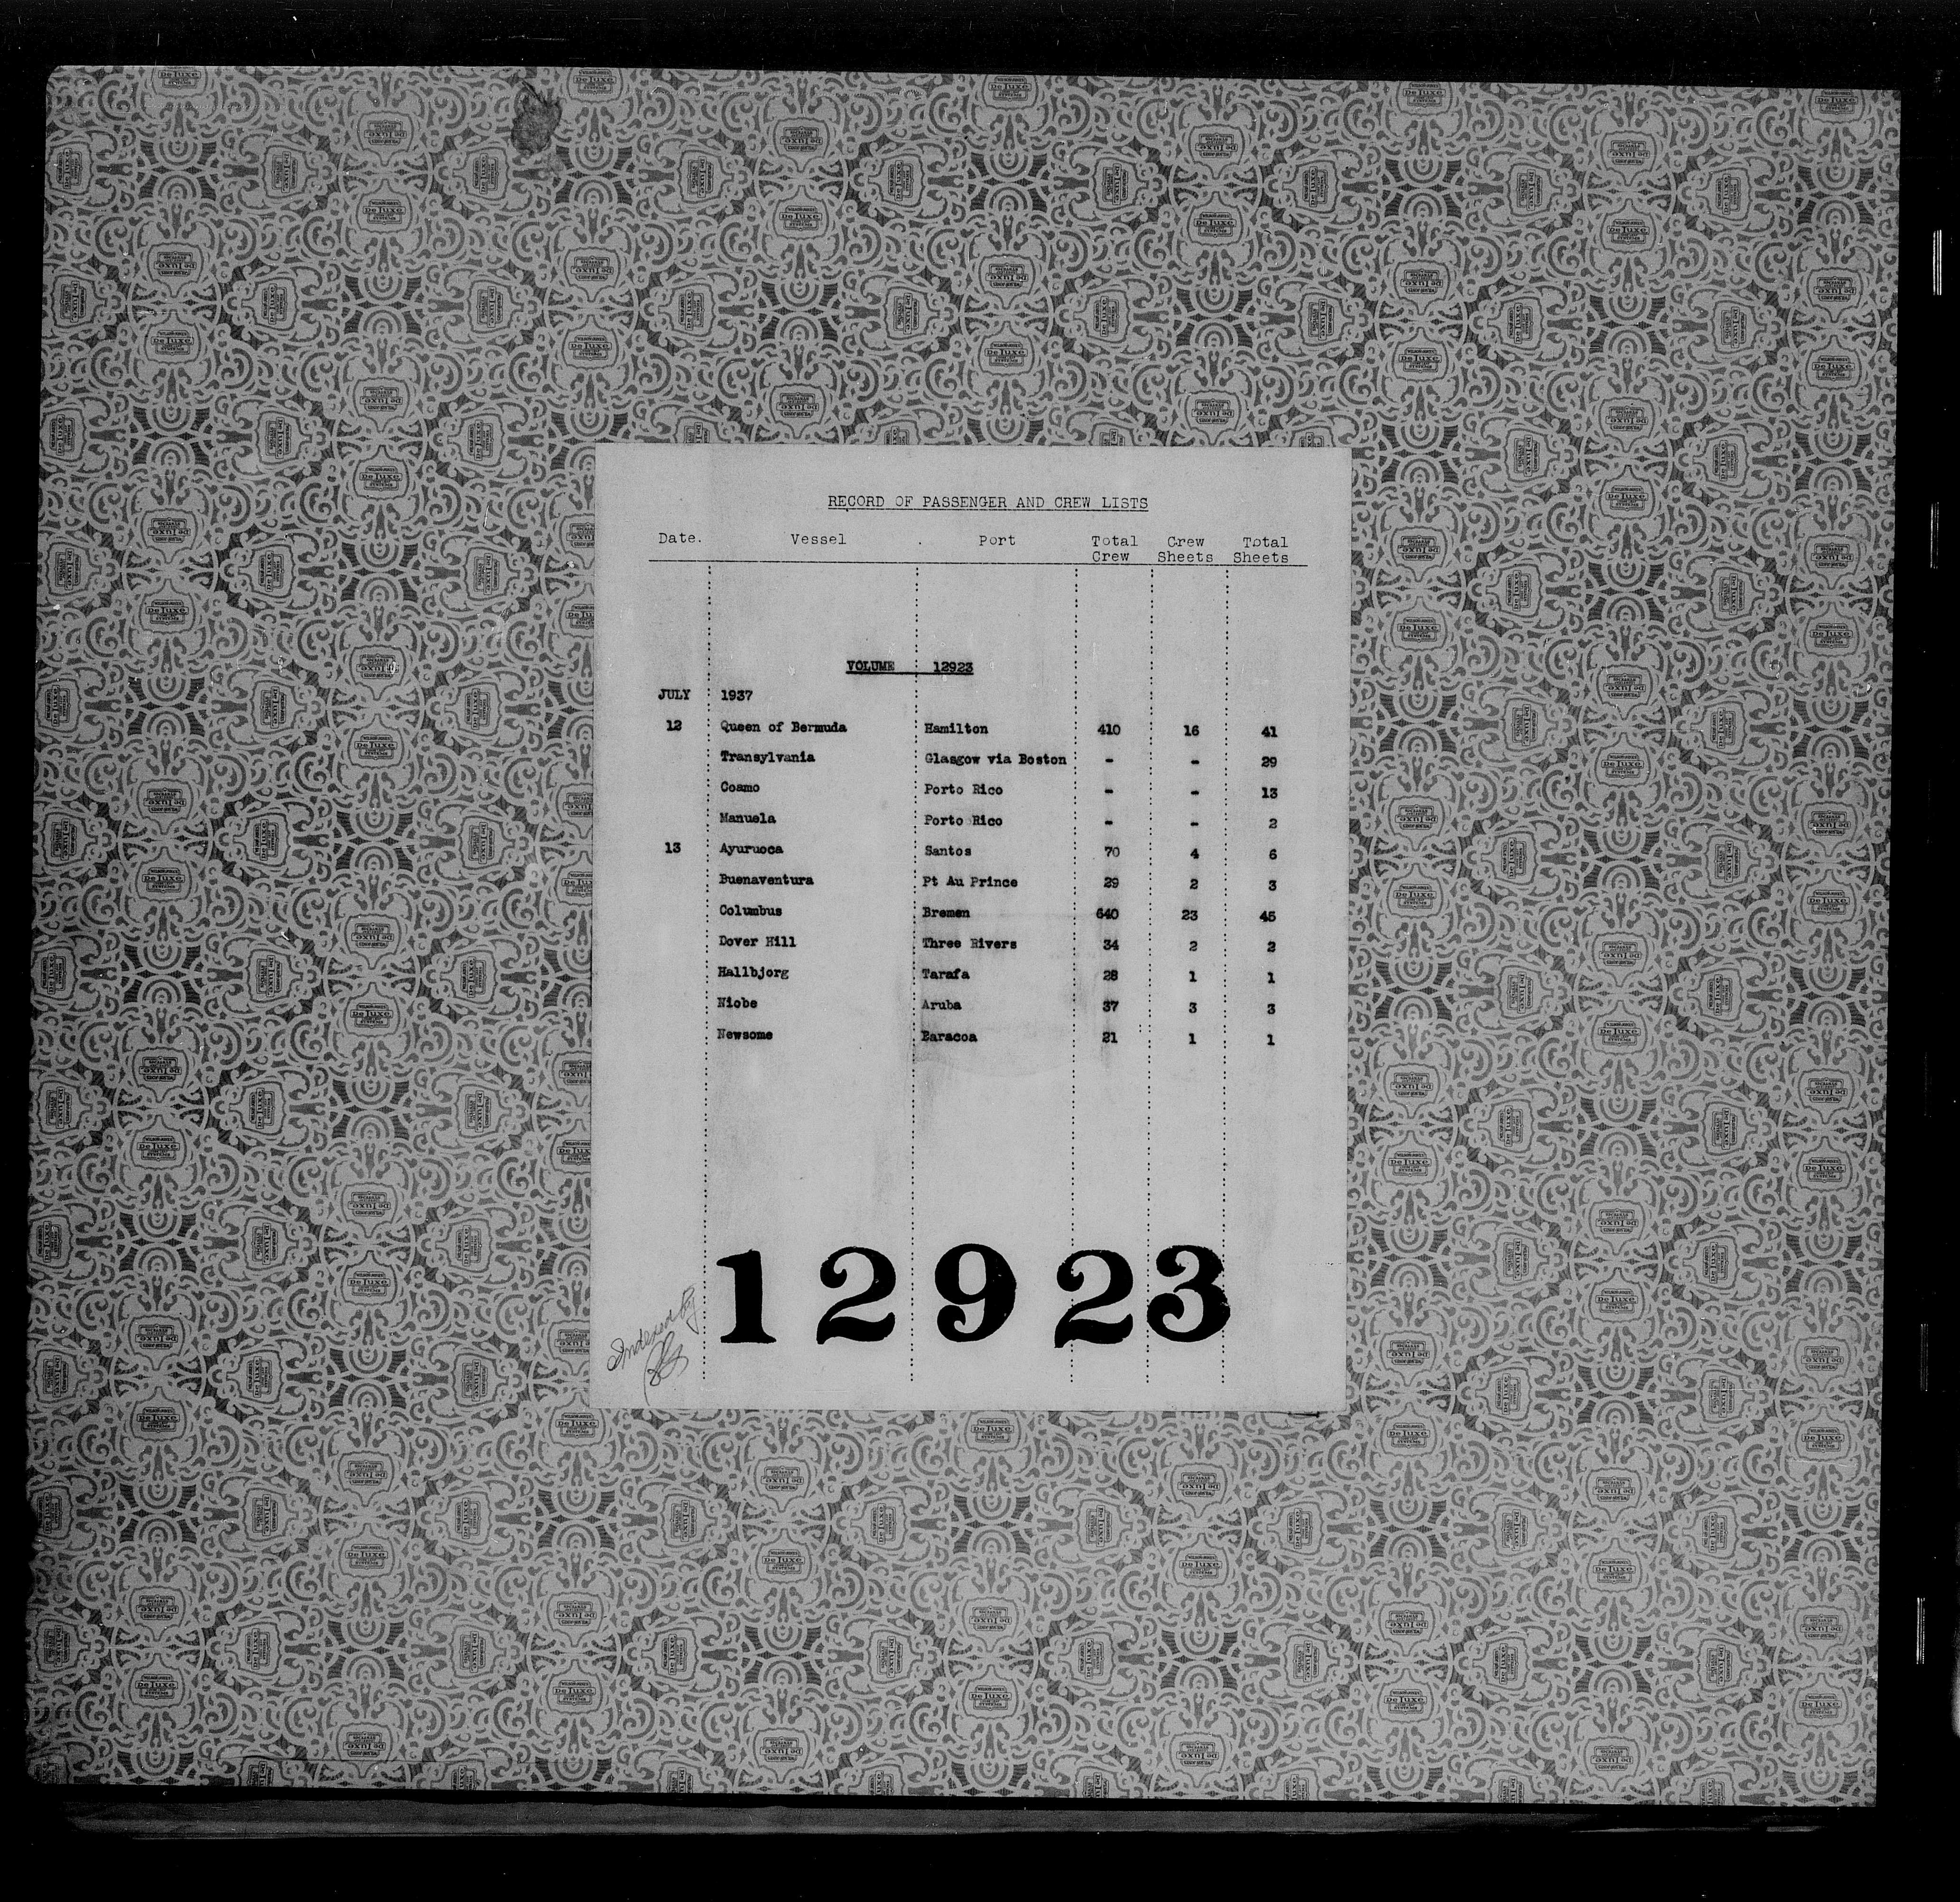 RECORD OF PASSENGER AND CREW LISTS
Date. Vessel Port Total Crew Crew Sheets Total Sheets
VOLUME 12923
JULY 1937
12 Queen of Bermuda Hamilton 410 16 41
Transylvania Glasgow via Boston - - 29
Coamo Porto Rico - - 13
Manuela Porto Rico - - 2
13 Ayuruoca Santos 70 4 6
Buenaventura Pt Au Prince 29 2 3
Columbus Bremen 640 23 45
Dover Hill Three Rivers 34 2 2
Hallbjorg Tarafa 28 1 1
Niobe Aruba 37 3 3
Newsome Baracoa 21 1 1
12923
Indexed by